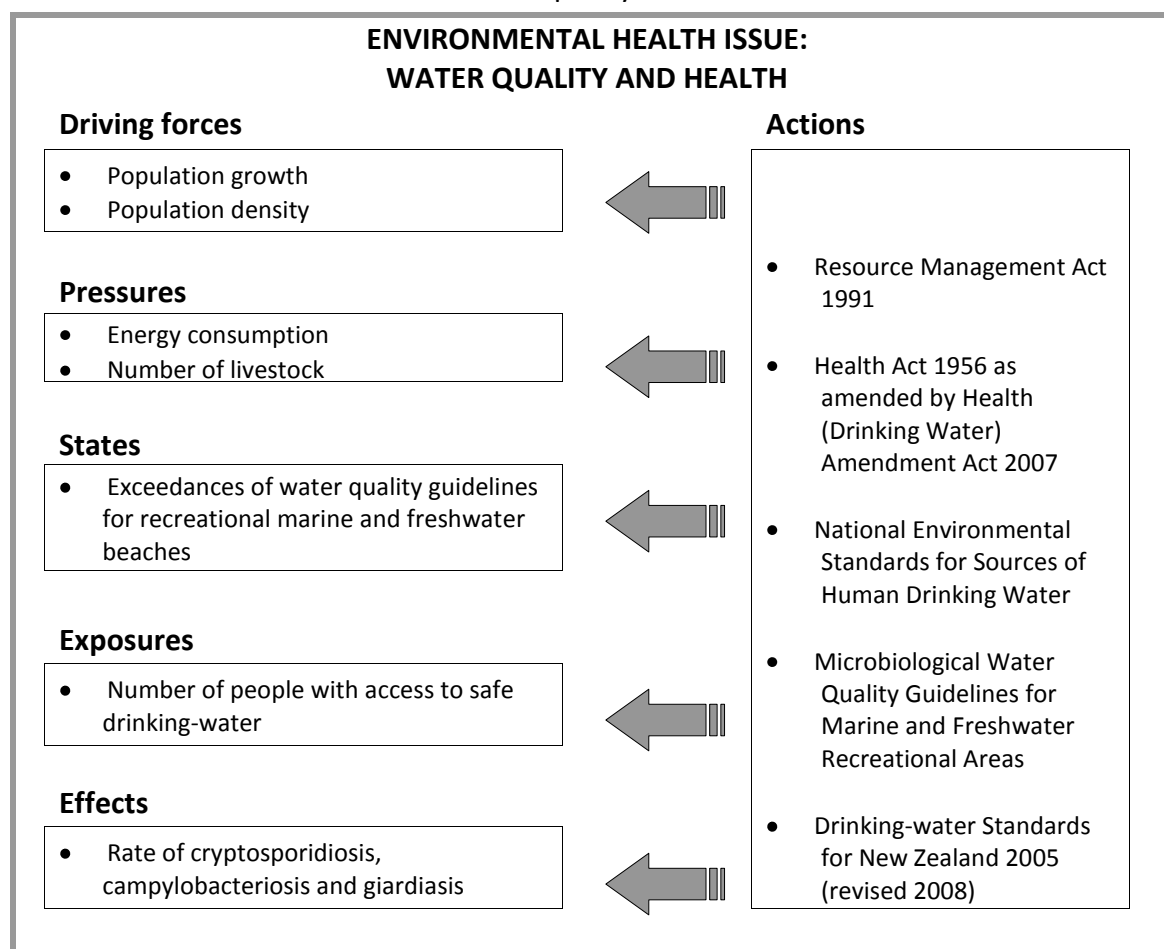 ENVIRONMENTAL HEALTH ISSUE:
WATER QUALITY AND HEALTH
Driving forces
• Population growth
• Population density
Pressures
• Energy consumption
• Number of livestock
States
• Exceedances of water quality guidelines
for recreational marine and freshwater
beaches
Exposures
• Number of people with access to safe
drinking-water
Effects
• Rate of cryptosporidiosis,
campylobacteriosis and giardiasis
Actions
• Resource Management Act
1991
• Health Act 1956 as
amended by Health
(Drinking Water)
Amendment Act 2007
• National Environmental
Standards for Sources of
Human Drinking Water
• Microbiological Water
Quality Guidelines for
Marine and Freshwater
Recreational Areas
• Drinking-water Standards
for New Zealand 2005
(revised 2008)